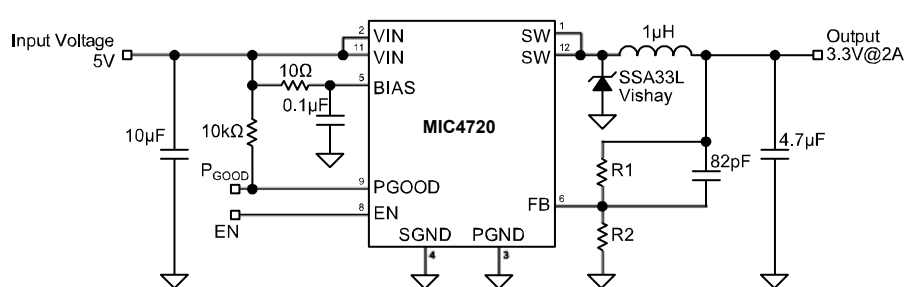 Input Voltage
5V
10µF
10kΩ
10Ω
0.1µF
P_GOOD
EN
2
11
5
9
8
VIN
VIN
BIAS
PGOOD
EN
MIC4720
SGND
PGND
4
3
SW
SW
FB
1
12
6
1µH
SSA33L
Vishay
R1
R2
82pF
4.7µF
Output
3.3V@2A